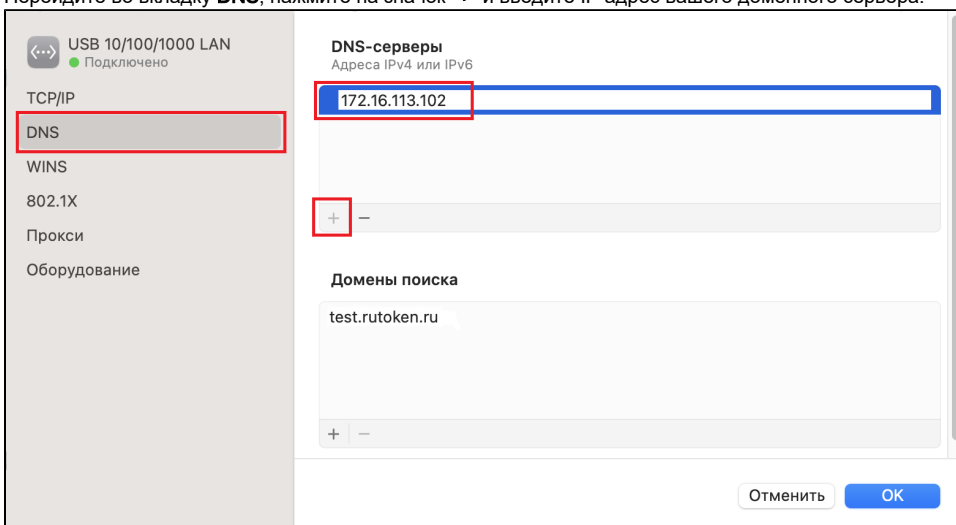 Перейдите во вкладку DNS, нажмите на значок "+" и введите IP-адрес вашего доменного сервера.
USB 10/100/1000 LAN
Подключено
TCP/IP
DNS
WINS
802.1X
Прокси
Оборудование
DNS-серверы
Адреса IPv4 или IPv6
172.16.113.102
+ −
Домены поиска
test.rutoken.ru
+ −
Отменить
OK